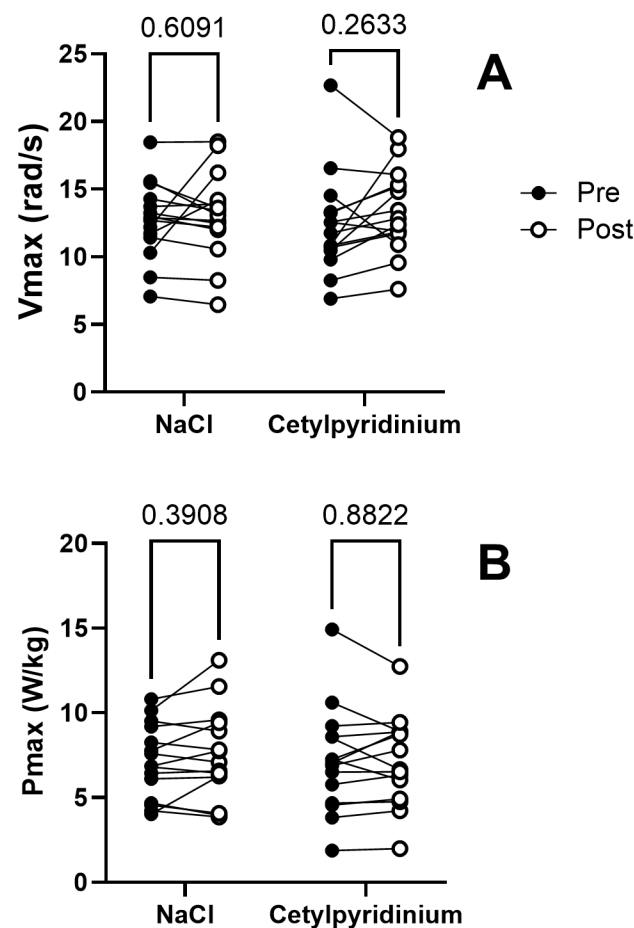 0.6091 0.2633
A
25
20
15
10
5
0
Vmax (rad/s)
NaCl Cetylpyridinium
Pre
Post
0.3908 0.8822
B
20
15
10
5
0
Pmax (W/kg)
NaCl Cetylpyridinium